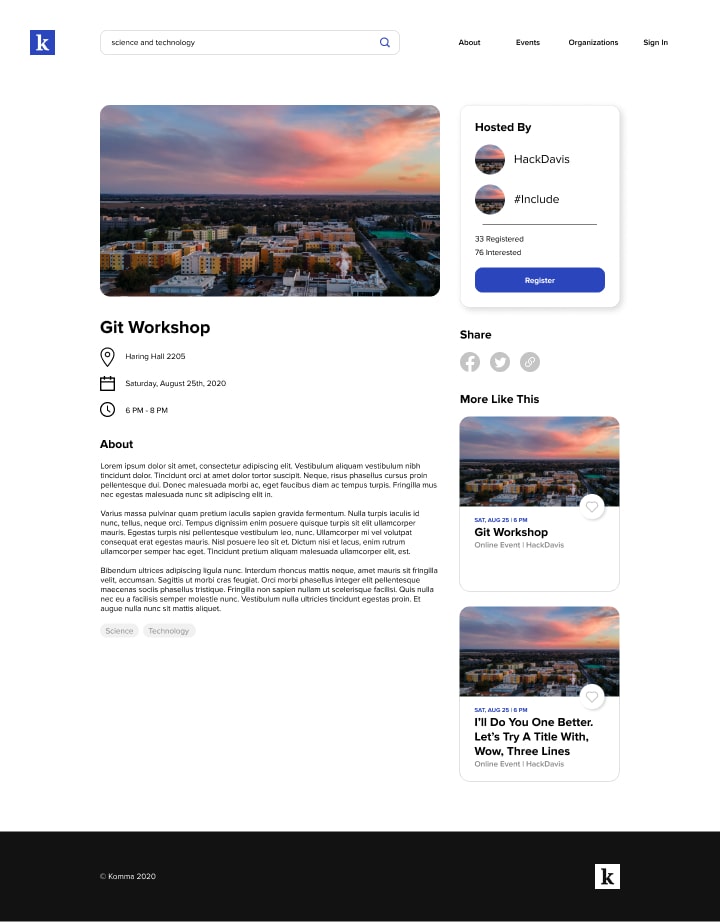 k
science and technology
About
Events
Organizations
Sign In
Git Workshop
Haring Hall 2205
Saturday, August 25th, 2020
6 PM - 8 PM
About
Lorem ipsum dolor sit amet, consectetur adipiscing elit. Vestibulum aliquam vestibulum nibh
tincidunt dolor. Tincidunt orci at amet dolor tortor suscipit. Neque, risus phasellus cursus proin
pellentesque dui. Donec malesuada morbi ac, eget faucibus diam ac tempus turpis. Fringilla mus
nec egestas malesuada nunc sit adipiscing elit in.
Varius massa pulvinar quam pretium iaculis sapien gravida fermentum. Nulla turpis iaculis id
nunc, tellus, neque orci. Tempus dignissim enim posuere quisque turpis sit elit ullamcorper
mauris. Egestas turpis nisi pellentesque vestibulum leo, nunc. Ullamcorper mi vel volutpat
consequat erat egestas mauris. Nisl posuere leo sit et. Dictum nisi et lacus, enim rutrum
ullamcorper semper hac eget. Tincidunt pretium aliquam malesuada ullamcorper elit, est.
Bibendum ultrices adipiscing ligula nunc. Interdum rhoncus mattis neque, amet mauris sit fringilla
velit, accumsan. Sagittis ut morbi cras feugiat. Orci morbi phasellus integer elit pellentesque
maecenas sociis phasellus tristique. Fringilla non sapien nullam ut scelerisque facilisi. Quis nulla
nec eu a facilisis semper molestie nunc. Vestibulum nulla ultricies tincidunt egestas proin. Et
augue nulla nunc sit mattis aliquet.
Science
Technology
Hosted By
HackDavis
#Include
33 Registered
76 Interested
Register
Share
More Like This
SAT, AUG 25 | 6 PM
Git Workshop
Online Event | HackDavis
SAT, AUG 25 | 6 PM
I'll Do You One Better.
Let's Try A Title With,
Wow, Three Lines
Online Event | HackDavis
© Komma 2020
k